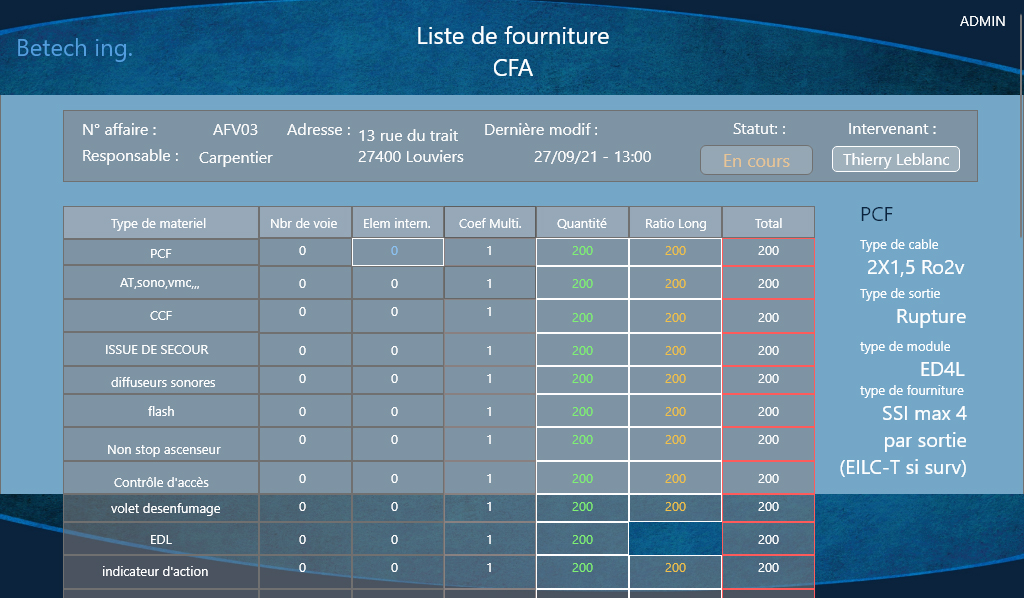 ADMIN
Betech ing.
Liste de fourniture
CFA
N° affaire : AFV03 Adresse : 13 rue du trait Dernière modif : Statut: : Intervenant :
Responsable : Carpentier 27400 Louviers 27/09/21 - 13:00 En cours Thierry Leblanc
Type de materiel Nbr de voie Elem intern. Coef Multi. Quantité Ratio Long Total
PCF 0 0 1 200 200 200
AT,sono,vmc,,, 0 0 1 200 200 200
CCF 0 0 1 200 200 200
ISSUE DE SECOUR 0 0 1 200 200 200
diffuseurs sonores 0 0 1 200 200 200
flash 0 0 1 200 200 200
Non stop ascenseur 0 0 1 200 200 200
Contrôle d'accès 0 0 1 200 200 200
volet desenfumage 0 0 1 200 200 200
EDL 0 0 1 200 200
indicateur d'action 0 0 1 200 200 200
PCF
Type de cable
2X1,5 Ro2v
Type de sortie
Rupture
type de module
ED4L
type de fourniture
SSI max 4
par sortie
(EILC-T si surv)